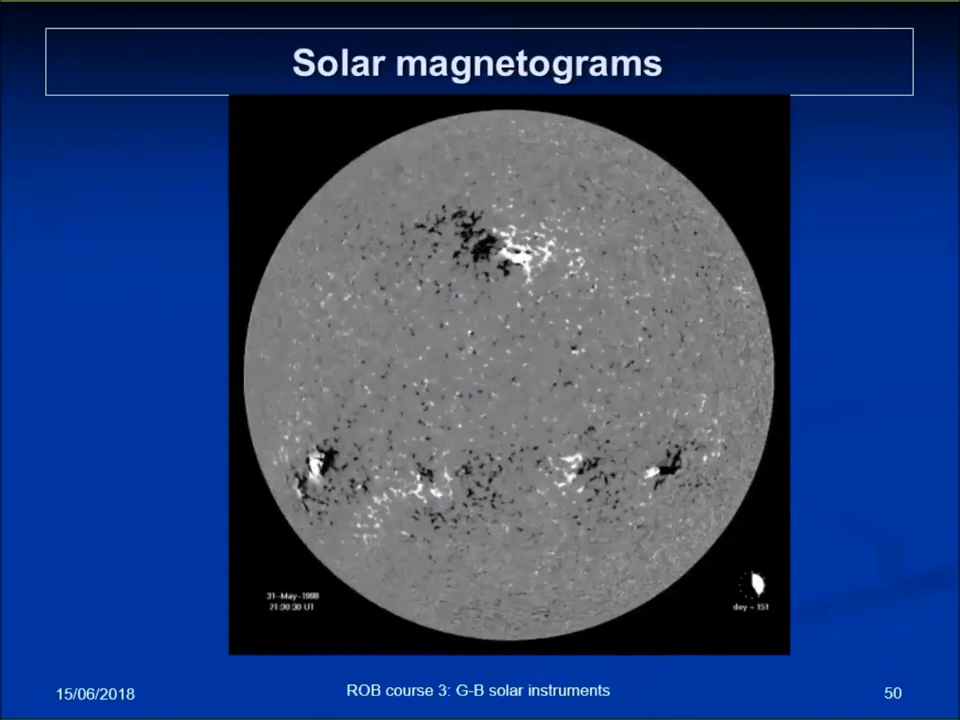 Solar magnetograms
31-May-1998
21:30:30 UT
day - 151
15/06/2018
ROB course 3: G-B solar instruments
50